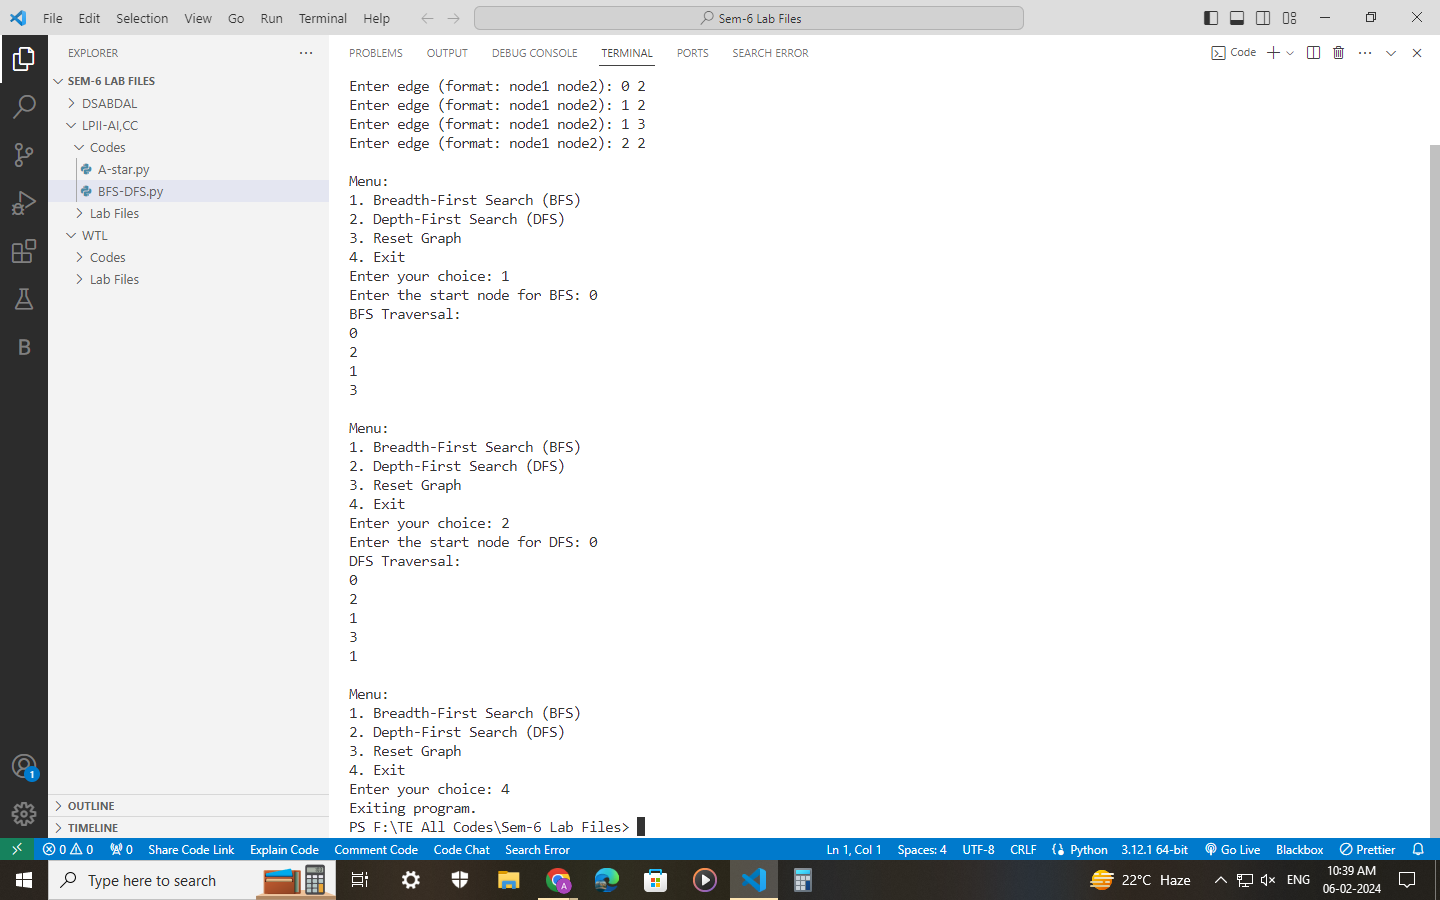 File Edit Selection View Go Run Terminal Help
Sem-6 Lab Files
EXPLORER
SEM-6 LAB FILES
DSABDAL
LPII-AI,CC
Codes
A-star.py
BFS-DFS.py
Lab Files
WTL
Codes
Lab Files
OUTLINE
TIMELINE
PROBLEMS OUTPUT DEBUG CONSOLE TERMINAL PORTS SEARCH ERROR
Code
Enter edge (format: node1 node2): 0 2
Enter edge (format: node1 node2): 1 2
Enter edge (format: node1 node2): 1 3
Enter edge (format: node1 node2): 2 2
Menu:
1. Breadth-First Search (BFS)
2. Depth-First Search (DFS)
3. Reset Graph
4. Exit
Enter your choice: 1
Enter the start node for BFS: 0
BFS Traversal:
0
2
1
3
Menu:
1. Breadth-First Search (BFS)
2. Depth-First Search (DFS)
3. Reset Graph
4. Exit
Enter your choice: 2
Enter the start node for DFS: 0
DFS Traversal:
0
2
1
3
1
Menu:
1. Breadth-First Search (BFS)
2. Depth-First Search (DFS)
3. Reset Graph
4. Exit
Enter your choice: 4
Exiting program.
PS F:\TE All Codes\Sem-6 Lab Files>
B
1
0 0 0 Share Code Link Explain Code Comment Code Code Chat Search Error
Ln 1, Col 1 Spaces: 4 UTF-8 CRLF Python 3.12.1 64-bit Go Live Blackbox Prettier
Type here to search
A
22°C Haze
ENG
10:39 AM
06-02-2024